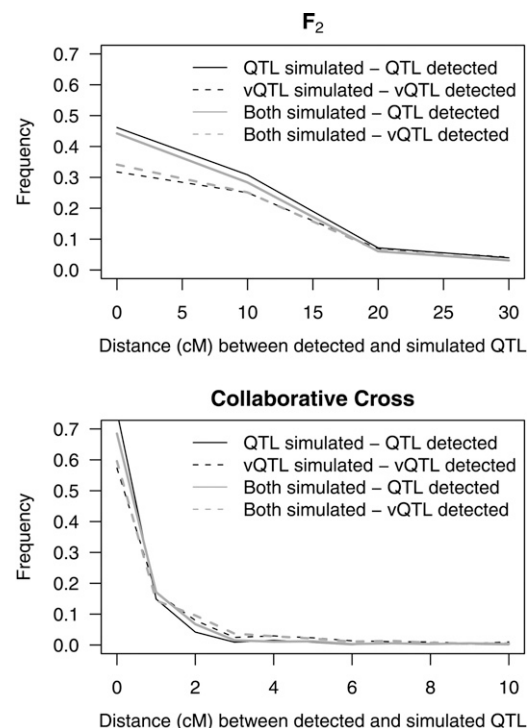 F2
0.7
0.6
0.5
0.4
0.3
0.2
0.1
0.0
Frequency
QTL simulated – QTL detected
vQTL simulated – vQTL detected
Both simulated – QTL detected
Both simulated – vQTL detected
0 5 10 15 20 25 30
Distance (cM) between detected and simulated QTL
Collaborative Cross
0.7
0.6
0.5
0.4
0.3
0.2
0.1
0.0
Frequency
QTL simulated – QTL detected
vQTL simulated – vQTL detected
Both simulated – QTL detected
Both simulated – vQTL detected
0 2 4 6 8 10
Distance (cM) between detected and simulated QTL